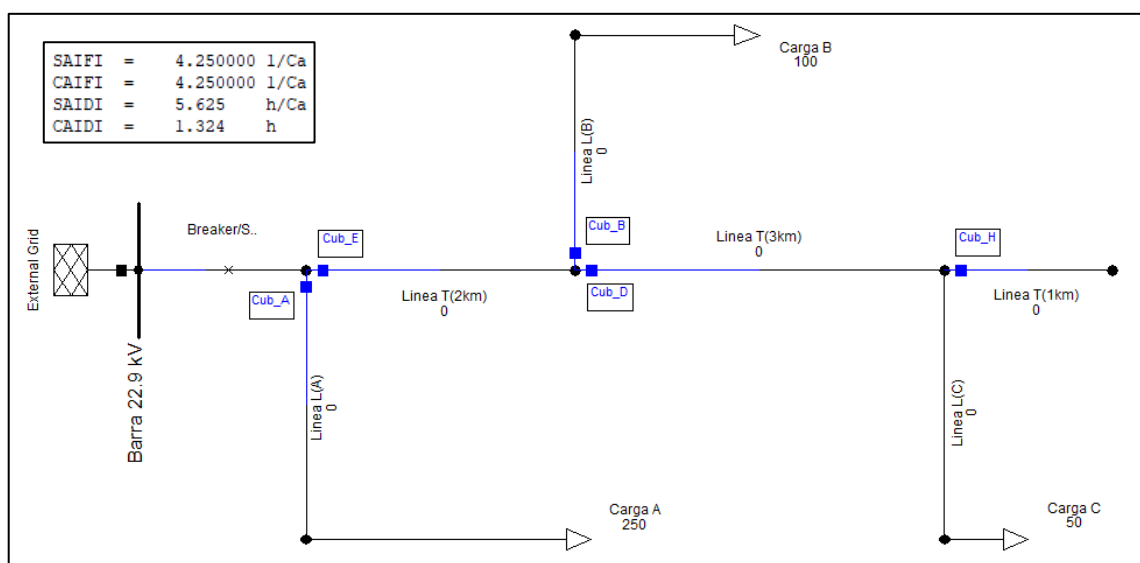 SAIFI = 4.250000 1/Ca
CAIFI = 4.250000 1/Ca
SAIDI = 5.625 h/Ca
CAIDI = 1.324 h
Carga B
100
Linea L(B)
0
External Grid
Barra 22.9 kV
Breaker/S..
Cub_E
Cub_A
Linea T(2km)
0
Cub_B
Cub_D
Linea T(3km)
0
Cub_H
Linea T(1km)
0
Linea L(A)
0
Linea L(C)
0
Carga A
250
Carga C
50